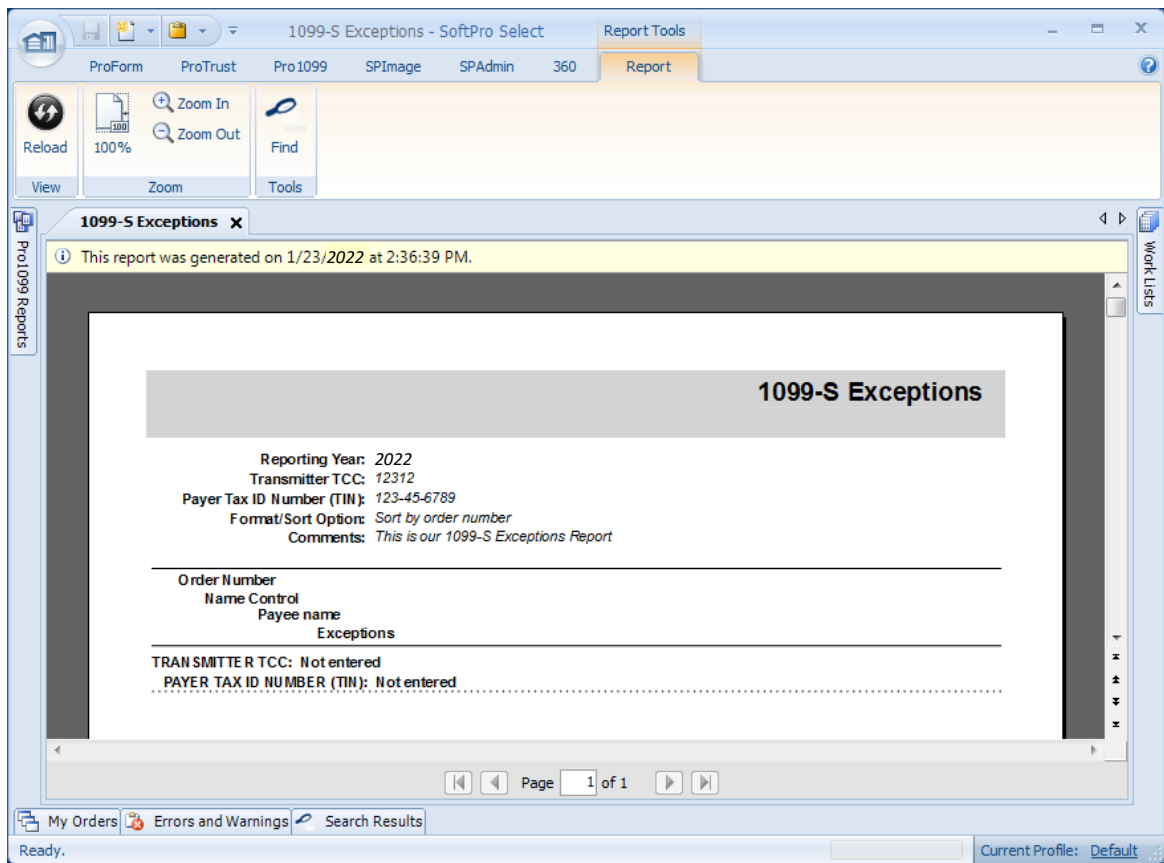 1099-S Exceptions - SoftPro Select
Report Tools
ProForm ProTrust Pro1099 SPImage SPAdmin 360 Report
Reload
100
100%
Zoom In
Zoom Out
Find
View Zoom Tools
1099-S Exceptions
Pro1099 Reports
Work Lists
This report was generated on 1/23/2022 at 2:36:39 PM.
1099-S Exceptions
Reporting Year: 2022
Transmitter TCC: 12312
Payer Tax ID Number (TIN): 123-45-6789
Format/Sort Option: Sort by order number
Comments: This is our 1099-S Exceptions Report
Order Number
Name Control
Payee name
Exceptions
TRANSMITTER TCC: Not entered
PAYER TAX ID NUMBER (TIN): Not entered
Page 1 of 1
My Orders Errors and Warnings Search Results
Ready. Current Profile: Default